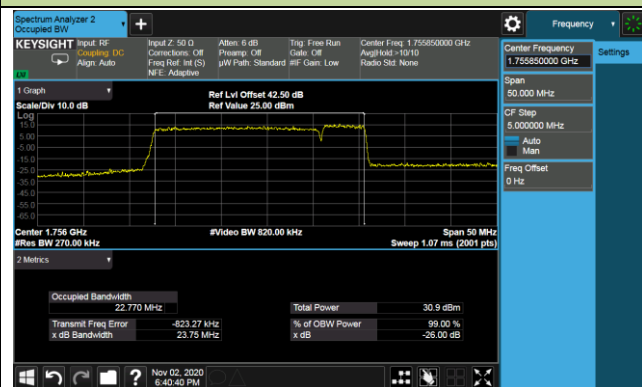 Spectrum Analyzer 2
Occupied BW
Frequency
KEYSIGHT
Input: RF
Coupling: DC
Align: Auto
Input Z: 50 Ω
Corrections: Off
Freq Ref: Int (S)
NFE: Adaptive
Atten: 6 dB
Preamp: Off
µW Path: Standard
Trig: Free Run
Gate: Off
#IF Gain: Low
Center Freq: 1.755850000 GHz
Avg|Hold:>10/10
Radio Std: None
Center Frequency
1.755850000 GHz
Settings
Span
50.000 MHz
CF Step
5.000000 MHz
Auto
Man
Freq Offset
0 Hz
1 Graph
Scale/Div 10.0 dB
Ref Lvl Offset 42.50 dB
Ref Value 25.00 dBm
Log
15.0
5.00
-5.00
-15.0
-25.0
-35.0
-45.0
-55.0
-65.0
Center 1.756 GHz
#Res BW 270.00 kHz
#Video BW 820.00 kHz
Span 50 MHz
Sweep 1.07 ms (2001 pts)
2 Metrics
Occupied Bandwidth
22.770 MHz
Total Power 30.9 dBm
Transmit Freq Error -823.27 kHz
% of OBW Power 99.00 %
x dB Bandwidth 23.75 MHz
x dB -26.00 dB
Nov 02, 2020
6:40:40 PM